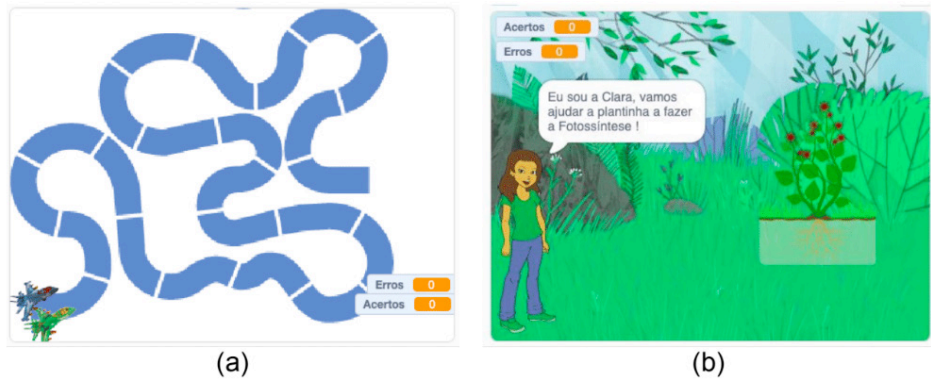 Erros 0
Acertos 0
(a)
Acertos 0
Erros 0
Eu sou a Clara, vamos
ajudar a plantinha a fazer
a Fotossíntese !
(b)